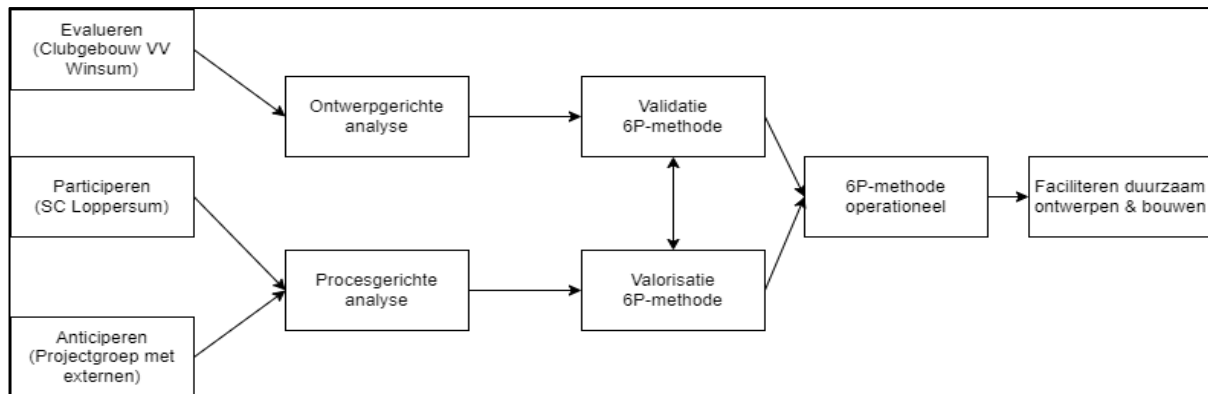 Evalueren
(Clubgebouw VV
Winsum)
Participeren
(SC Loppersum)
Anticiperen
(Projectgroep met
externen)
Ontwerpgerichte
analyse
Procesgerichte
analyse
Validatie
6P-methode
Valorisatie
6P-methode
6P-methode
operationeel
Faciliteren duurzaam
ontwerpen & bouwen